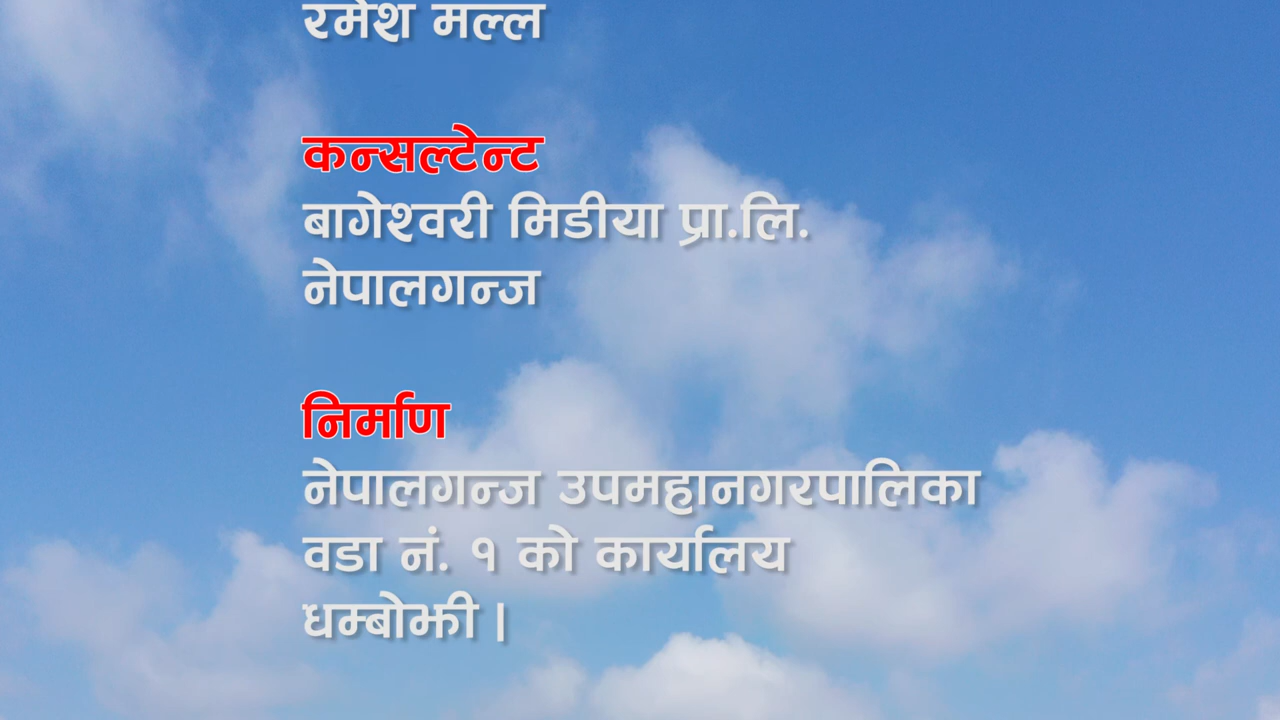 रमेश मल्ल
कन्सल्टेन्ट
बागेश्वरी मिडीया प्रा.लि.
नेपालगन्ज
निर्माण
नेपालगन्ज उपमहानगरपालिका
वडा नं. १ को कार्यालय
धम्बोझी ।